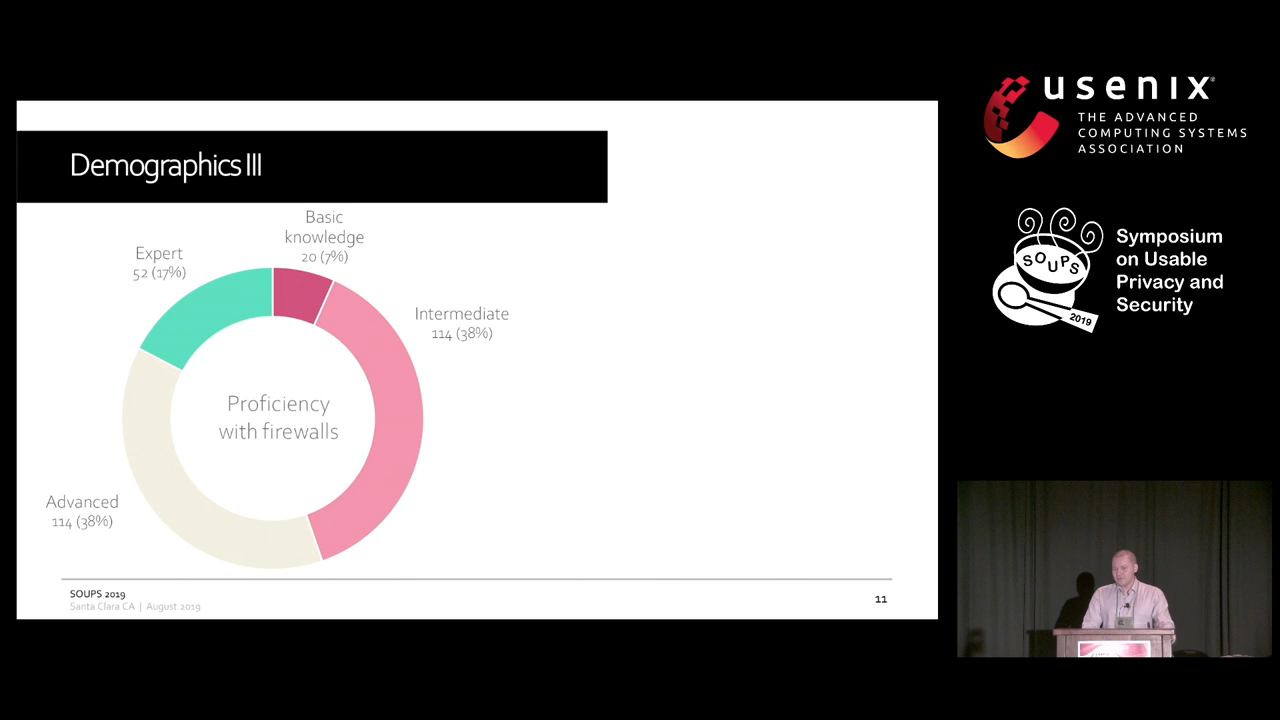 Demographics III
Basic
knowledge
20 (7%)
Expert
52 (17%)
Intermediate
114 (38%)
Proficiency
with firewalls
Advanced
114 (38%)
SOUPS 2019
Santa Clara CA | August 2019
11
usenix
THE ADVANCED
COMPUTING SYSTEMS
ASSOCIATION
SOUPS
2019
Symposium
on Usable
Privacy and
Security